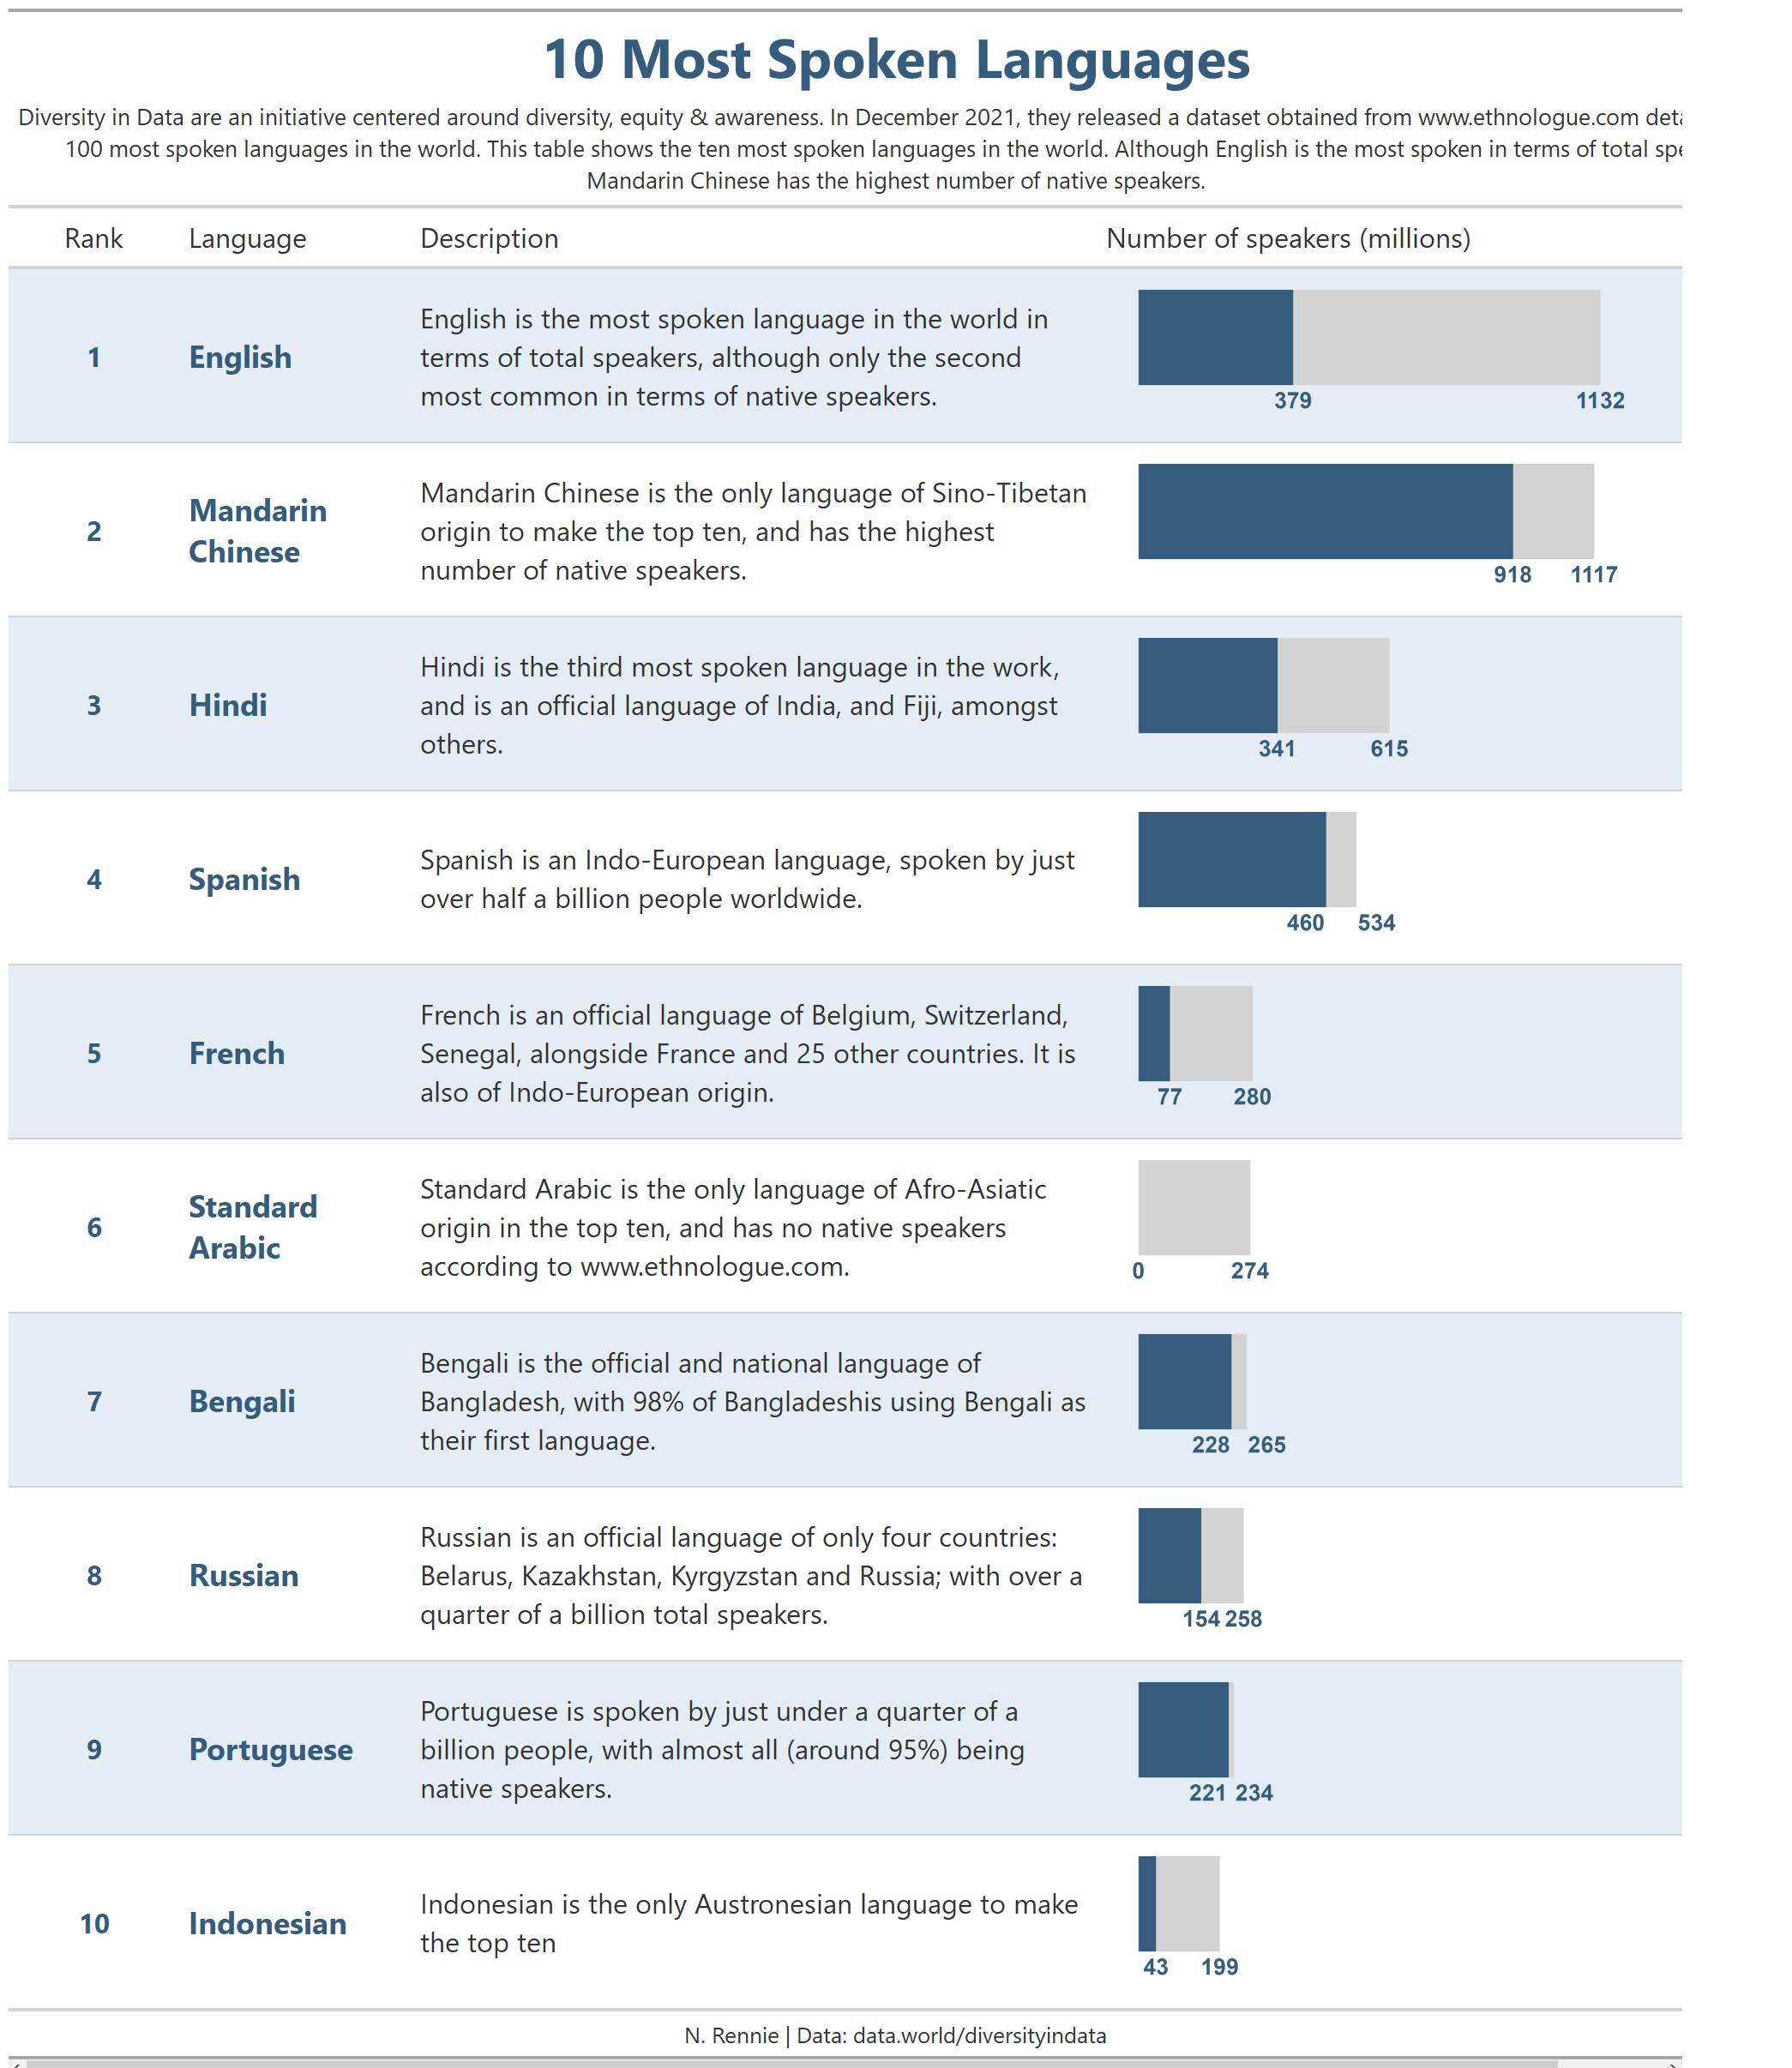 10 Most Spoken Languages
Diversity in Data are an initiative centered around diversity, equity & awareness. In December 2021, they released a dataset obtained from www.ethnologue.com
100 most spoken languages in the world. This table shows the ten most spoken languages in the world. Although English is the most spoken in terms of total
Mandarin Chinese has the highest number of native speakers.
Rank Language Description Number of speakers (millions)
English is the most spoken language in the world in
1 English terms of total speakers, although only the second
most common in terms of native speakers.
379 1132
Mandarin Chinese is the only language of Sino-Tibetan
2 Mandarin Chinese origin to make the top ten, and has the highest
number of native speakers.
918 1117
Hindi is the third most spoken language in the work,
3 Hindi and is an official language of India, and Fiji, amongst
others.
341 615
4 Spanish Spanish is an Indo-European language, spoken by just
over half a billion people worldwide.
460 534
French is an official language of Belgium, Switzerland,
5 French Senegal, alongside France and 25 other countries. It is
also of Indo-European origin.
77 280
Standard Arabic is the only language of Afro-Asiatic
6 Standard Arabic origin in the top ten, and has no native speakers
according to www.ethnologue.com.
0 274
Bengali is the official and national language of
7 Bengali Bangladesh, with 98% of Bangladeshis using Bengali as
their first language.
228 265
Russian is an official language of only four countries:
8 Russian Belarus, Kazakhstan, Kyrgyzstan and Russia; with over a
quarter of a billion total speakers.
154 258
Portuguese is spoken by just under a quarter of a
9 Portuguese billion people, with almost all (around 95%) being
native speakers.
221 234
10 Indonesian Indonesian is the only Austronesian language to make
the top ten
43 199
N. Rennie | Data: data.world/diversityindata